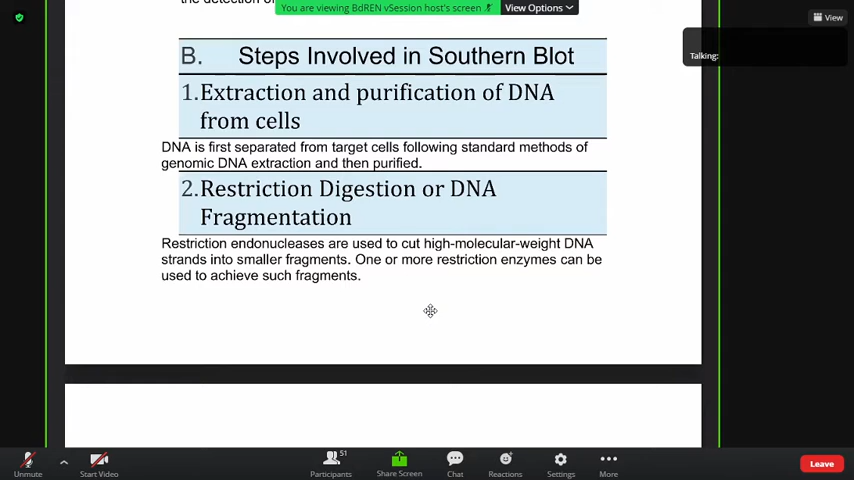 the detection of
You are viewing BdREN vSession host's screen
View Options
View
Talking:
B. Steps Involved in Southern Blot
1.Extraction and purification of DNA
from cells
DNA is first separated from target cells following standard methods of
genomic DNA extraction and then purified.
2.Restriction Digestion or DNA
Fragmentation
Restriction endonucleases are used to cut high-molecular-weight DNA
strands into smaller fragments. One or more restriction enzymes can be
used to achieve such fragments.
51
Unmute
Start Video
Participants
Share Screen
Chat
Reactions
Settings
More
Leave